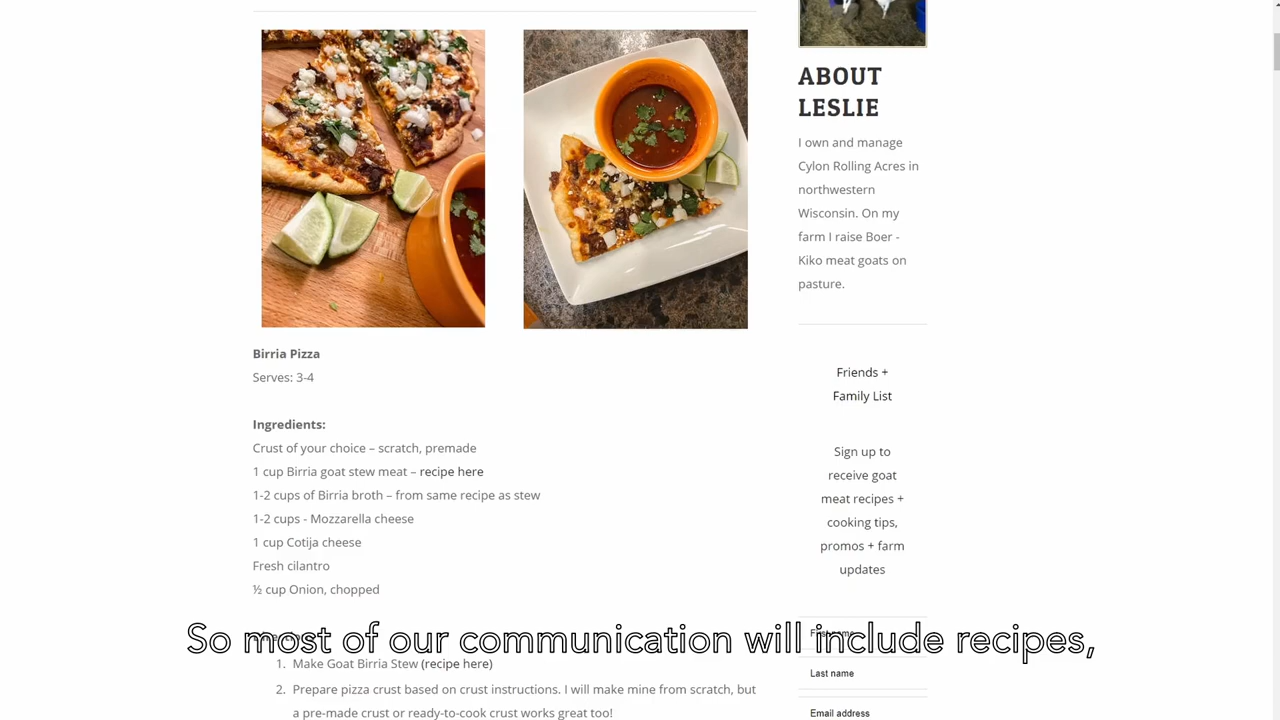 ABOUT
LESLIE
I own and manage
Cylon Rolling Acres in
northwestern
Wisconsin. On my
farm I raise Boer -
Kiko meat goats on
pasture.
Friends +
Family List
Sign up to
receive goat
meat recipes +
cooking tips,
promos + farm
updates
First name
Last name
Email address
Birria Pizza
Serves: 3-4
Ingredients:
Crust of your choice – scratch, premade
1 cup Birria goat stew meat – recipe here
1-2 cups of Birria broth – from same recipe as stew
1-2 cups - Mozzarella cheese
1 cup Cotija cheese
Fresh cilantro
½ cup Onion, chopped
1. Make Goat Birria Stew (recipe here)
2. Prepare pizza crust based on crust instructions. I will make mine from scratch, but
a pre-made crust or ready-to-cook crust works great too!
So most of our communication will include recipes,